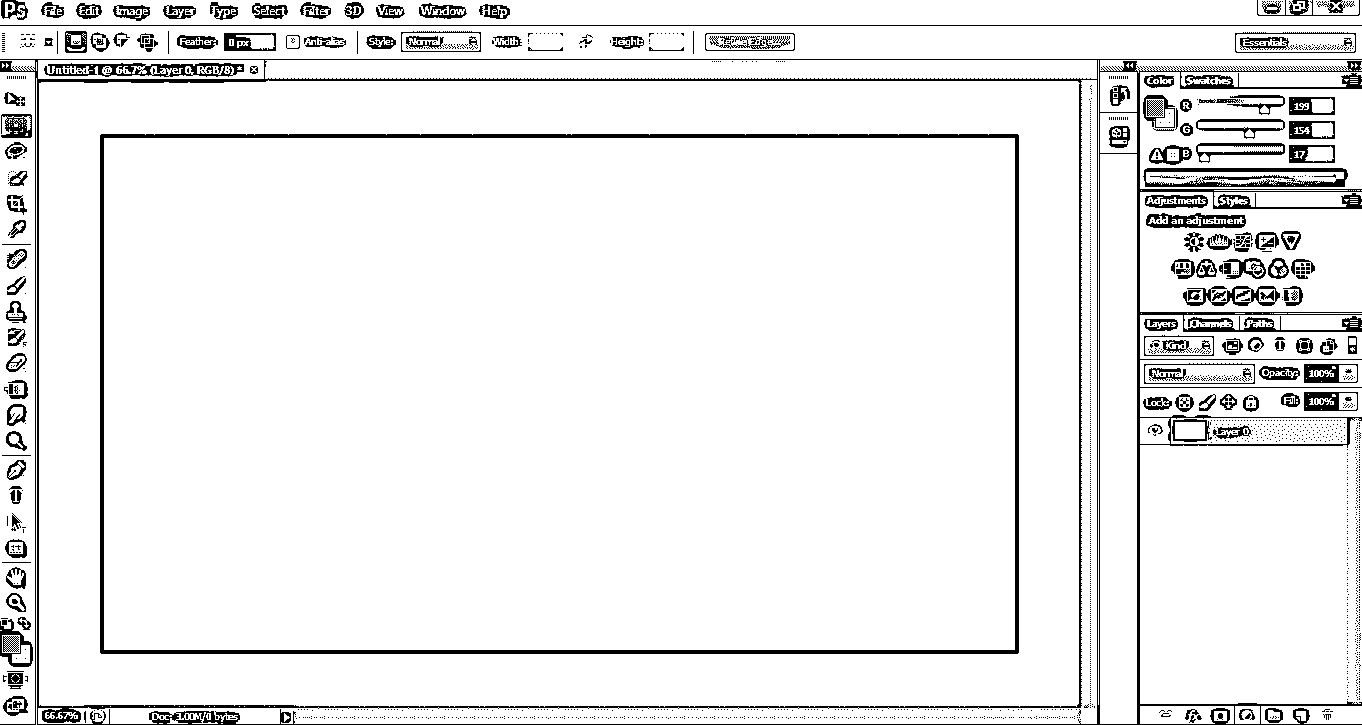 Ps File Edit Image Layer Type Select Filter 3D View Window Help
Feather: 0 px Anti-alias Style: Normal Width: Height: Essentials
Untitled-1 @ 66.7% (Layer 0, RGB/8) *
Color Swatches
R 199
G 154
B 17
Adjustments Styles
Add an adjustment
Layers Channels Paths
Kind
Normal Opacity: 100%
Lock: Fill: 100%
Layer 0
66.67% Doc: 3.00M/0 bytes